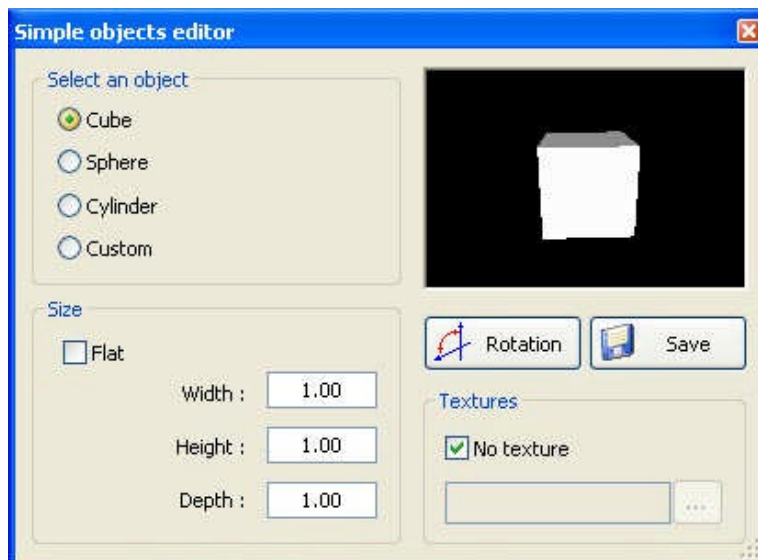 Simple objects editor
Select an object
Cube
Sphere
Cylinder
Custom
Size
Flat
Width :
1.00
Height :
1.00
Depth :
1.00
Rotation
Save
Textures
No texture
...